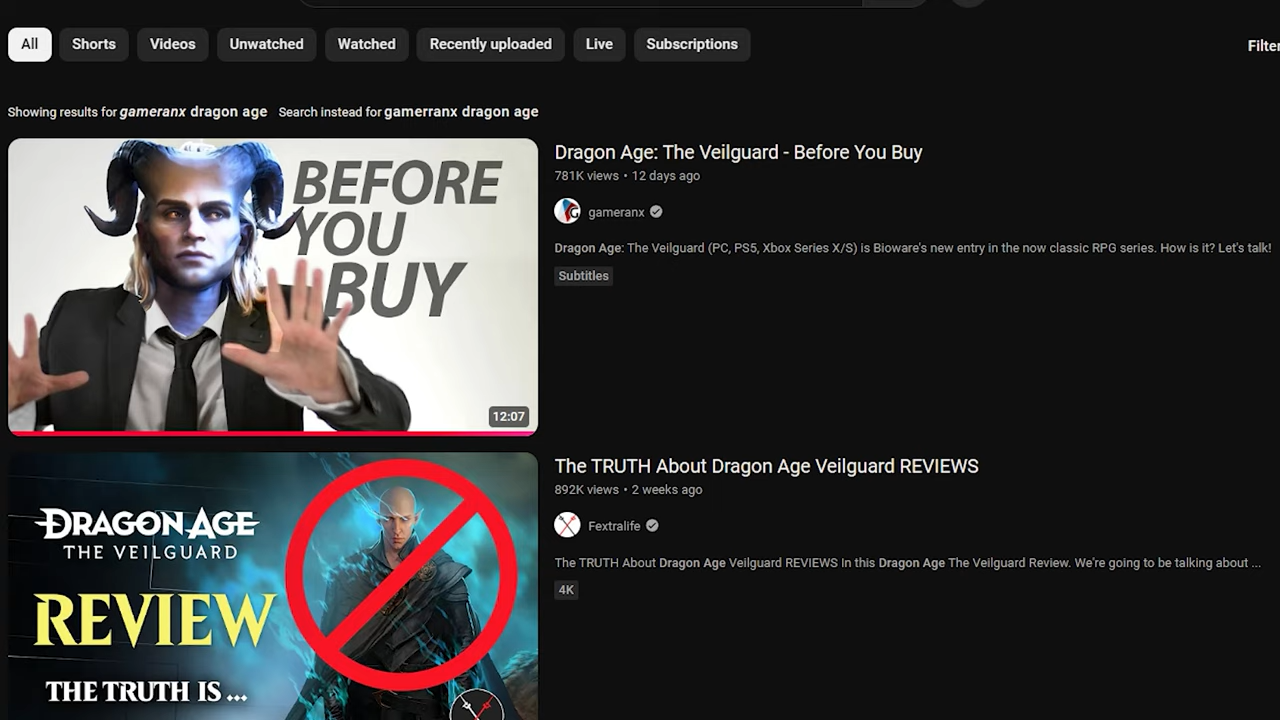 All Shorts Videos Unwatched Watched Recently uploaded Live Subscriptions Filter
Showing results for gameranx dragon age Search instead for gamerranx dragon age
BEFORE
YOU
BUY
12:07
Dragon Age: The Veilguard - Before You Buy
781K views • 12 days ago
gameranx
Dragon Age: The Veilguard (PC, PS5, Xbox Series X/S) is Bioware's new entry in the now classic RPG series. How is it? Let's talk!
Subtitles
DRAGON AGE
THE VEILGUARD
REVIEW
THE TRUTH IS ...
The TRUTH About Dragon Age Veilguard REVIEWS
892K views • 2 weeks ago
Fextralife
The TRUTH About Dragon Age Veilguard REVIEWS In this Dragon Age The Veilguard Review. We're going to be talking about ...
4K